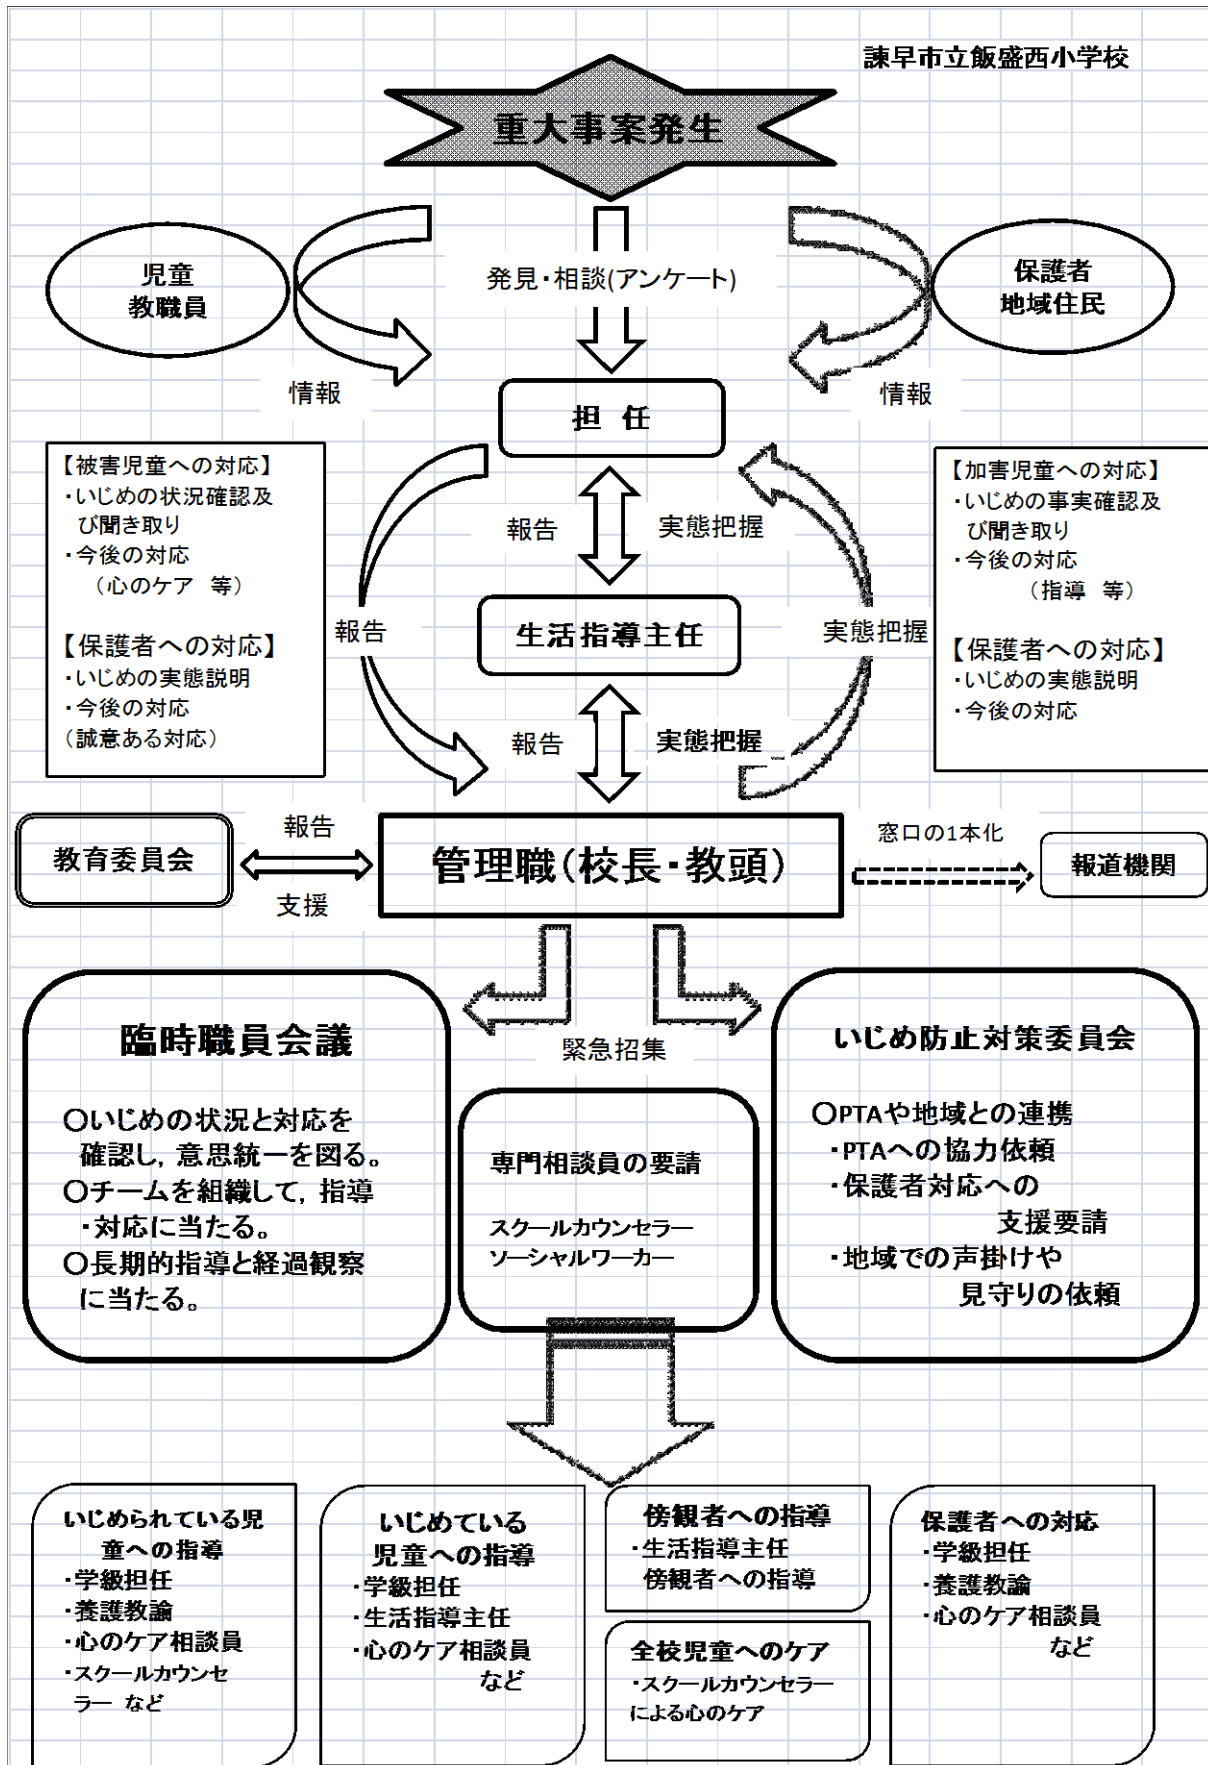 諫早市立飯盛西小学校
重大事案発生
児童
教職員
発見・相談(アンケート)
保護者
地域住民
情報
情報
担 任
【被害児童への対応】
・いじめの状況確認及
び聞き取り
・今後の対応
（心のケア 等）
【保護者への対応】
・いじめの実態説明
・今後の対応
（誠意ある対応）
報告
実態把握
【加害児童への対応】
・いじめの事実確認及
び聞き取り
・今後の対応
（指導 等）
【保護者への対応】
・いじめの実態説明
・今後の対応
報告
生活指導主任
実態把握
報告
実態把握
教育委員会
報告
支援
管理職（校長・教頭）
窓口の1本化
報道機関
緊急招集
臨時職員会議
○いじめの状況と対応を
確認し，意思統一を図る。
○チームを組織して，指導
・対応に当たる。
○長期的指導と経過観察
に当たる。
専門相談員の要請
スクールカウンセラー
ソーシャルワーカー
いじめ防止対策委員会
○PTAや地域との連携
・PTAへの協力依頼
・保護者対応への
支援要請
・地域での声掛けや
見守りの依頼
いじめられている児
童への指導
・学級担任
・養護教諭
・心のケア相談員
・スクールカウンセ
ラー など
いじめている
児童への指導
・学級担任
・生活指導主任
・心のケア相談員
など
傍観者への指導
・生活指導主任
傍観者への指導
全校児童へのケア
・スクールカウンセラー
による心のケア
保護者への対応
・学級担任
・養護教諭
・心のケア相談員
など